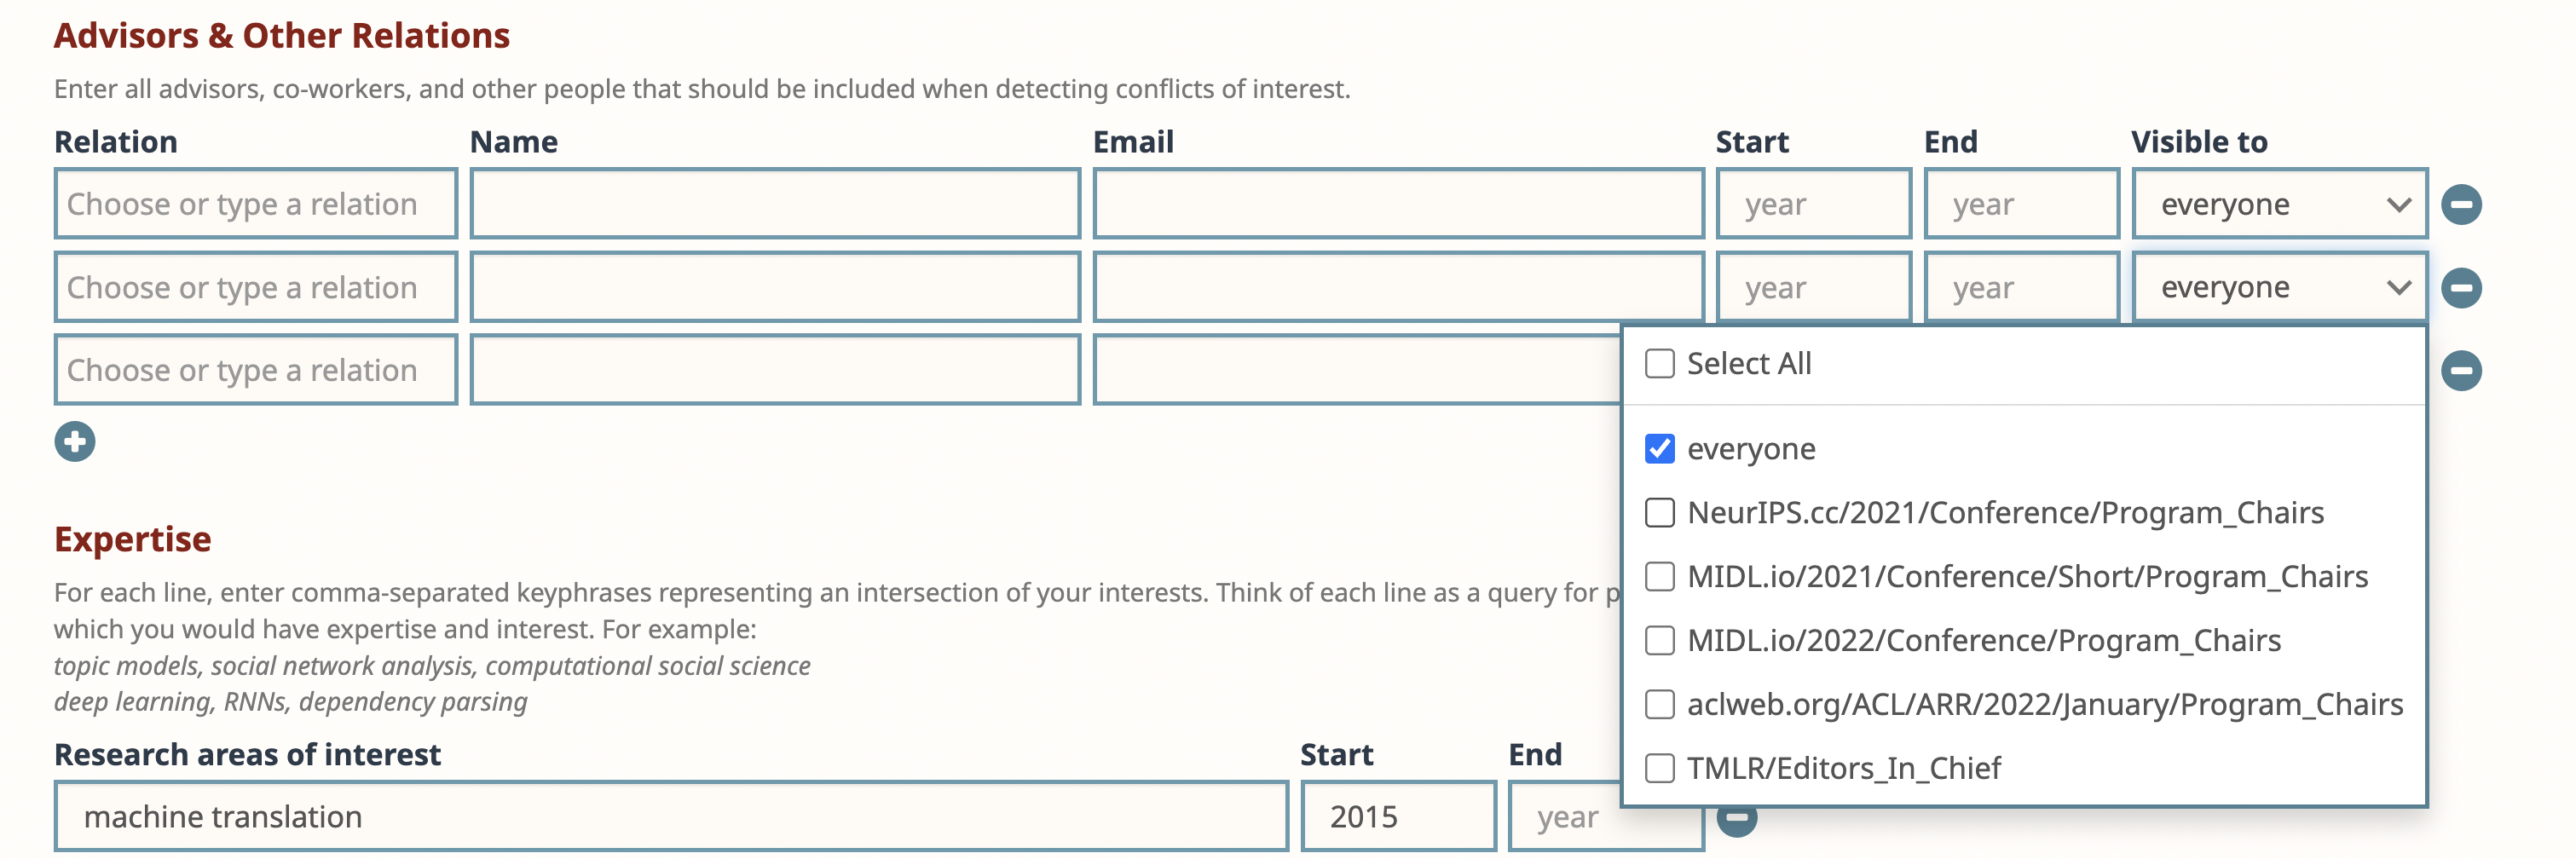 Advisors & Other Relations
Enter all advisors, co-workers, and other people that should be included when detecting conflicts of interest.
Relation Name Email Start End Visible to
Choose or type a relation year year everyone
Choose or type a relation year year everyone
Choose or type a relation
Select All
everyone
NeurIPS.cc/2021/Conference/Program_Chairs
MIDL.io/2021/Conference/Short/Program_Chairs
MIDL.io/2022/Conference/Program_Chairs
aclweb.org/ACL/ARR/2022/January/Program_Chairs
TMLR/Editors_In_Chief
Expertise
For each line, enter comma-separated keyphrases representing an intersection of your interests. Think of each line as a query for
which you would have expertise and interest. For example:
topic models, social network analysis, computational social science
deep learning, RNNs, dependency parsing
Research areas of interest Start End
machine translation 2015 year